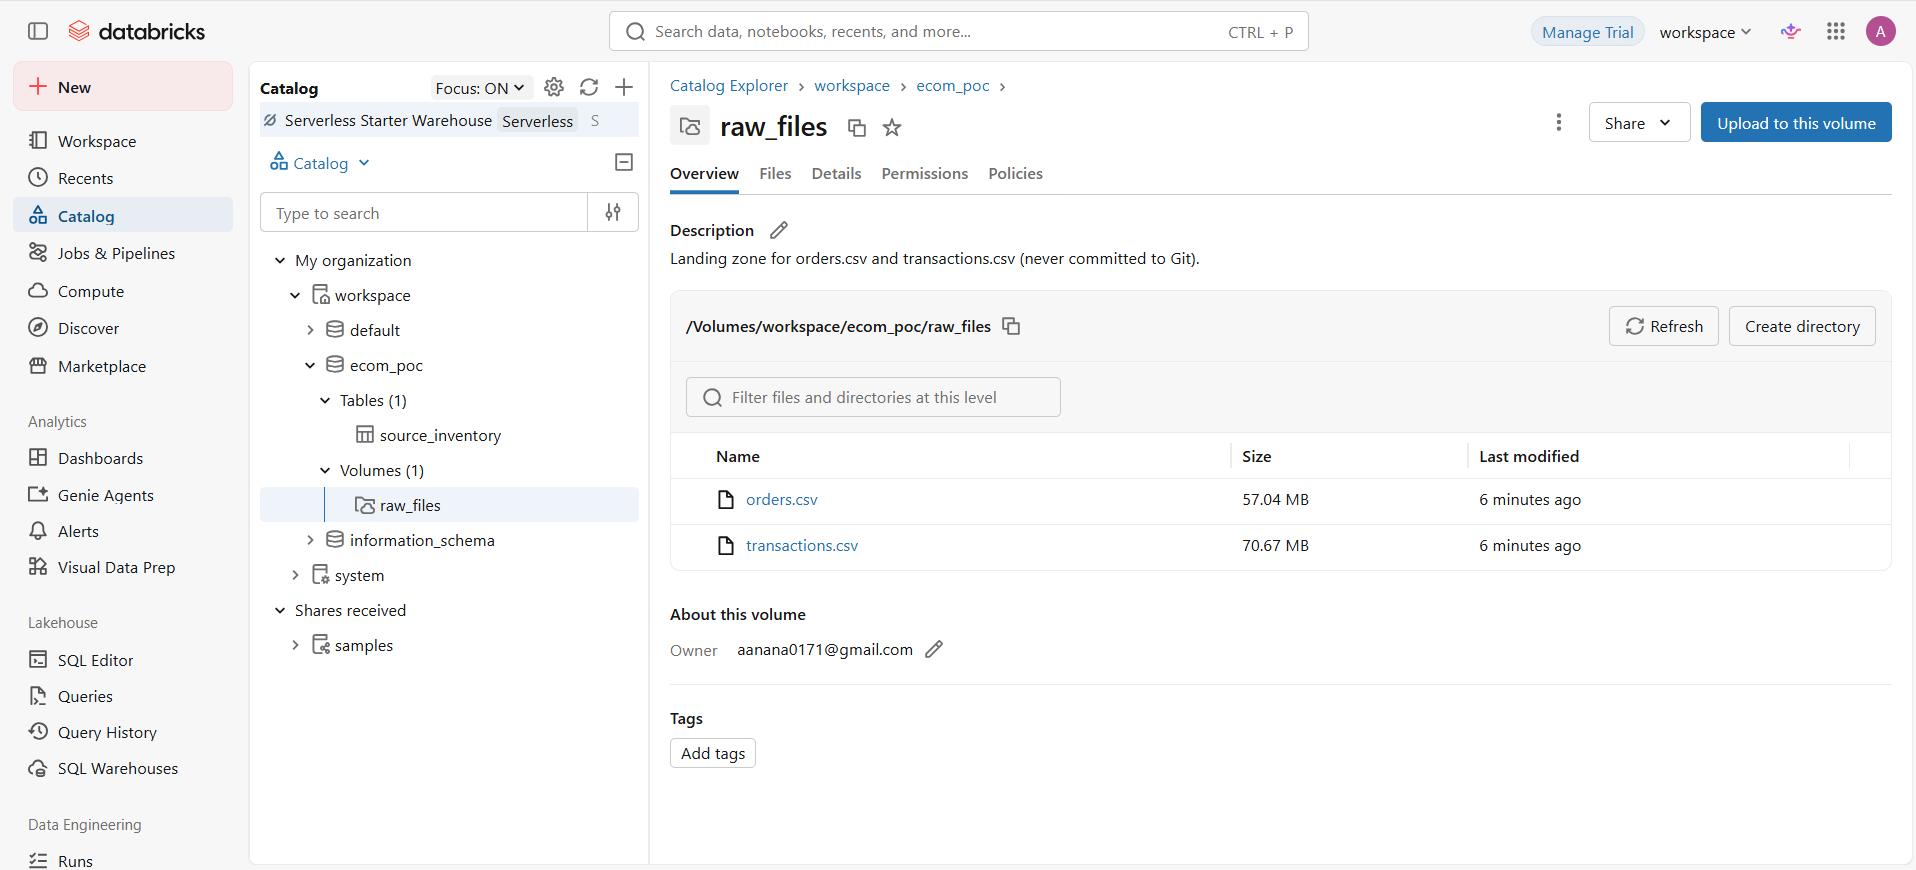 databricks
Search data, notebooks, recents, and more...
CTRL + P
Manage Trial
workspace
A
New
Workspace
Recents
Catalog
Jobs & Pipelines
Compute
Discover
Marketplace
Analytics
Dashboards
Genie Agents
Alerts
Visual Data Prep
Lakehouse
SQL Editor
Queries
Query History
SQL Warehouses
Data Engineering
Runs
Catalog
Focus: ON
Serverless Starter Warehouse Serverless S
Catalog
Type to search
My organization
workspace
default
ecom_poc
Tables (1)
source_inventory
Volumes (1)
raw_files
information_schema
system
Shares received
samples
Catalog Explorer > workspace > ecom_poc >
raw_files
Share
Upload to this volume
Overview Files Details Permissions Policies
Description
Landing zone for orders.csv and transactions.csv (never committed to Git).
/Volumes/workspace/ecom_poc/raw_files
Refresh
Create directory
Filter files and directories at this level
Name Size Last modified
orders.csv 57.04 MB 6 minutes ago
transactions.csv 70.67 MB 6 minutes ago
About this volume
Owner aanana0171@gmail.com
Tags
Add tags